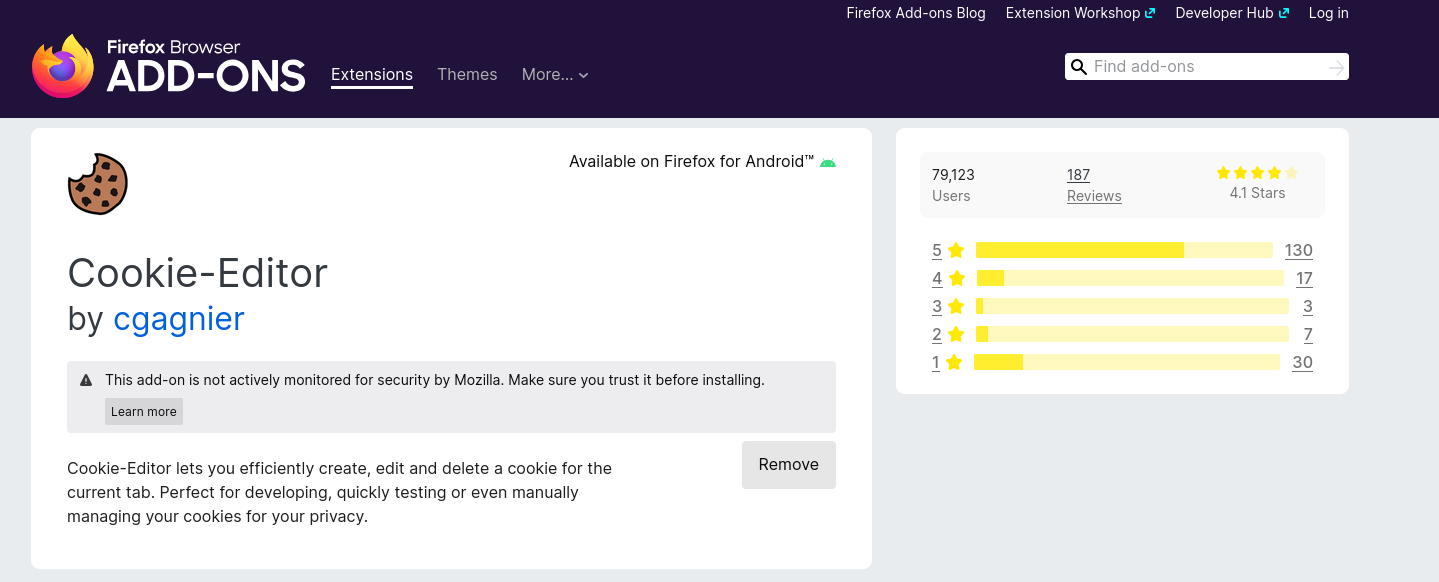 Firefox Add-ons Blog Extension Workshop Developer Hub Log in
Firefox Browser
ADD-ONS
Extensions Themes More… Find add-ons
Available on Firefox for Android™
Cookie-Editor
by cgagnier
This add-on is not actively monitored for security by Mozilla. Make sure you trust it before installing.
Learn more
Cookie-Editor lets you efficiently create, edit and delete a cookie for the
current tab. Perfect for developing, quickly testing or even manually
managing your cookies for your privacy.
Remove
79,123 187
Users Reviews 4.1 Stars
5 130
4 17
3 3
2 7
1 30